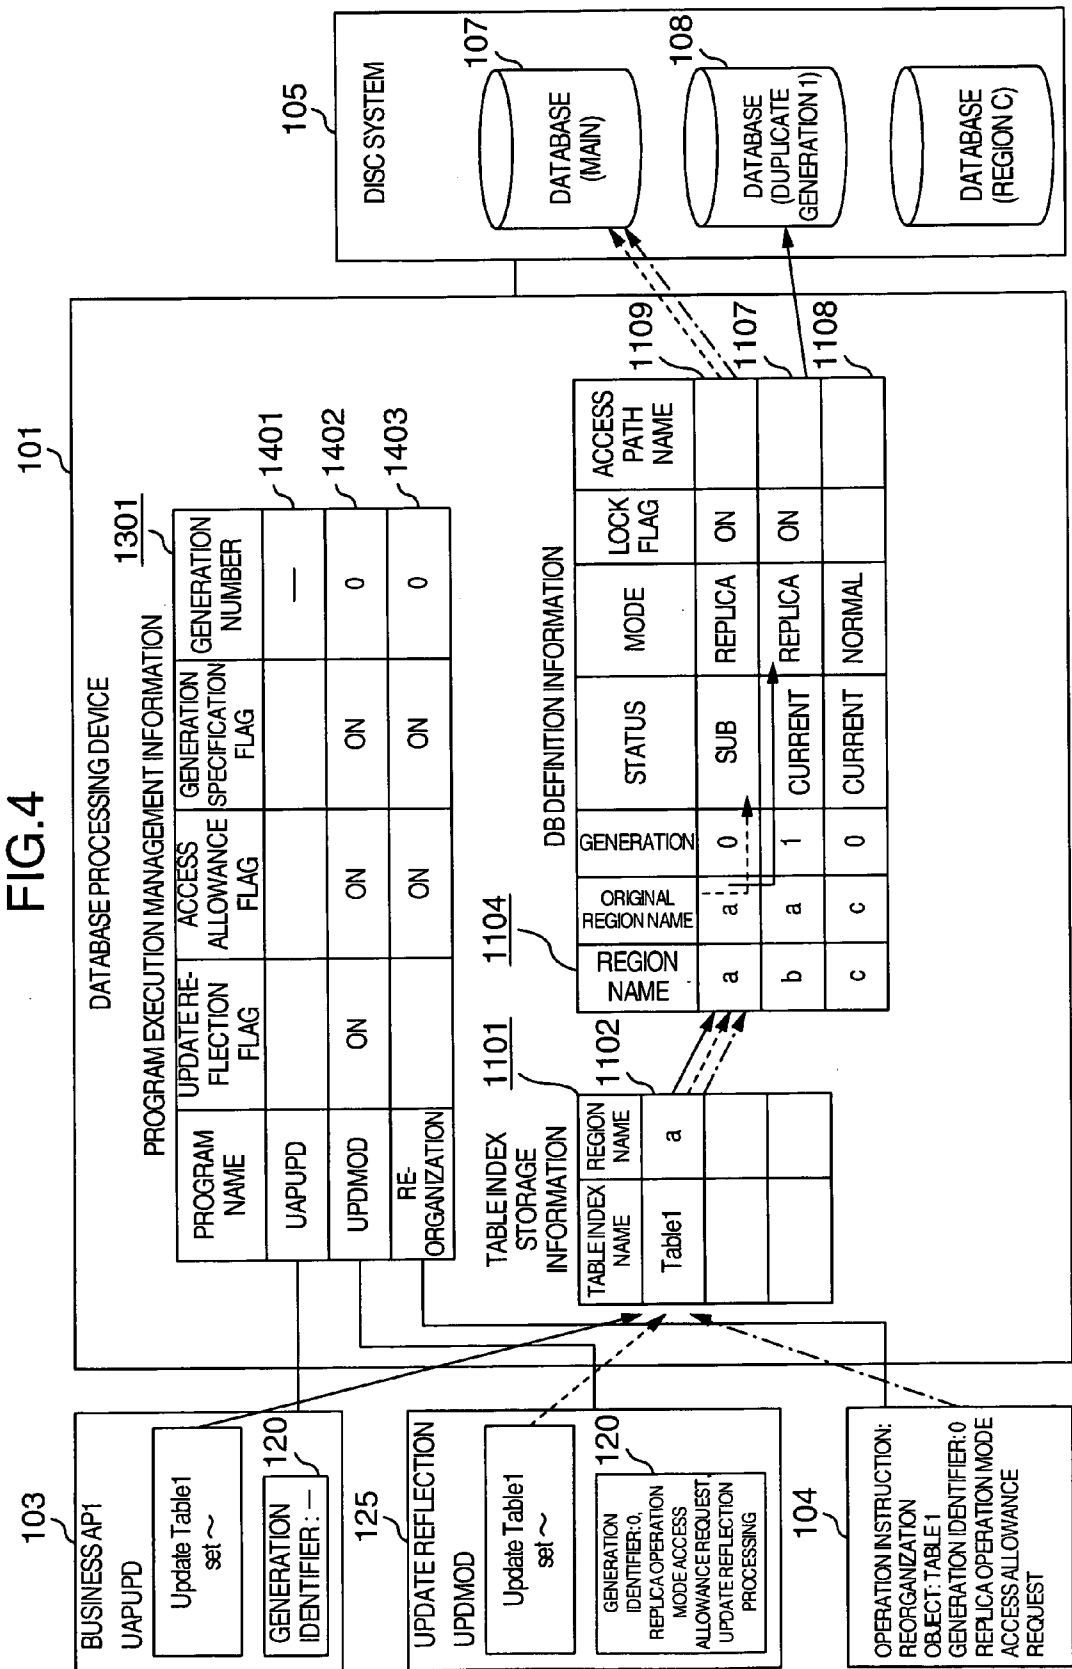 FIG.4
101
DATABASE PROCESSING DEVICE
PROGRAM EXECUTION MANAGEMENT INFORMATION
1301
PROGRAM
NAME
UPDATE RE-
FLECTION
FLAG
ACCESS
ALLOWANCE
FLAG
GENERATION
SPECIFICATION
FLAG
GENERATION
NUMBER
UAPUPD
—
1401
UPDMOD
ON
ON
ON
0
1402
RE-
ORGANIZATION
ON
ON
0
1403
103
BUSINESS AP1
UAPUPD
Update Table1
set ~
120
GENERATION
IDENTIFIER: —
125
UPDATE REFLECTION
UPDMOD
Update Table1
set ~
120
GENERATION
IDENTIFIER: 0,
REPLICA OPERATION
MODE ACCESS
ALLOWANCE REQUEST,
UPDATE REFLECTION
PROCESSING
104
OPERATION INSTRUCTION:
REORGANIZATION
OBJECT: TABLE 1
GENERATION IDENTIFIER: 0
REPLICA OPERATION MODE
ACCESS ALLOWANCE
REQUEST
TABLE INDEX
STORAGE
INFORMATION
1101
TABLE INDEX
NAME
REGION
NAME
1102
Table1
a
DB DEFINITION INFORMATION
1104
REGION
NAME
ORIGINAL
REGION NAME
GENERATION
STATUS
MODE
LOCK
FLAG
ACCESS
PATH
NAME
a
a
0
SUB
REPLICA
ON
1109
b
a
1
CURRENT
REPLICA
ON
1107
c
c
0
CURRENT
NORMAL
1108
105
DISC SYSTEM
107
DATABASE
(MAIN)
108
DATABASE
(DUPLICATE
GENERATION 1)
DATABASE
(REGION C)